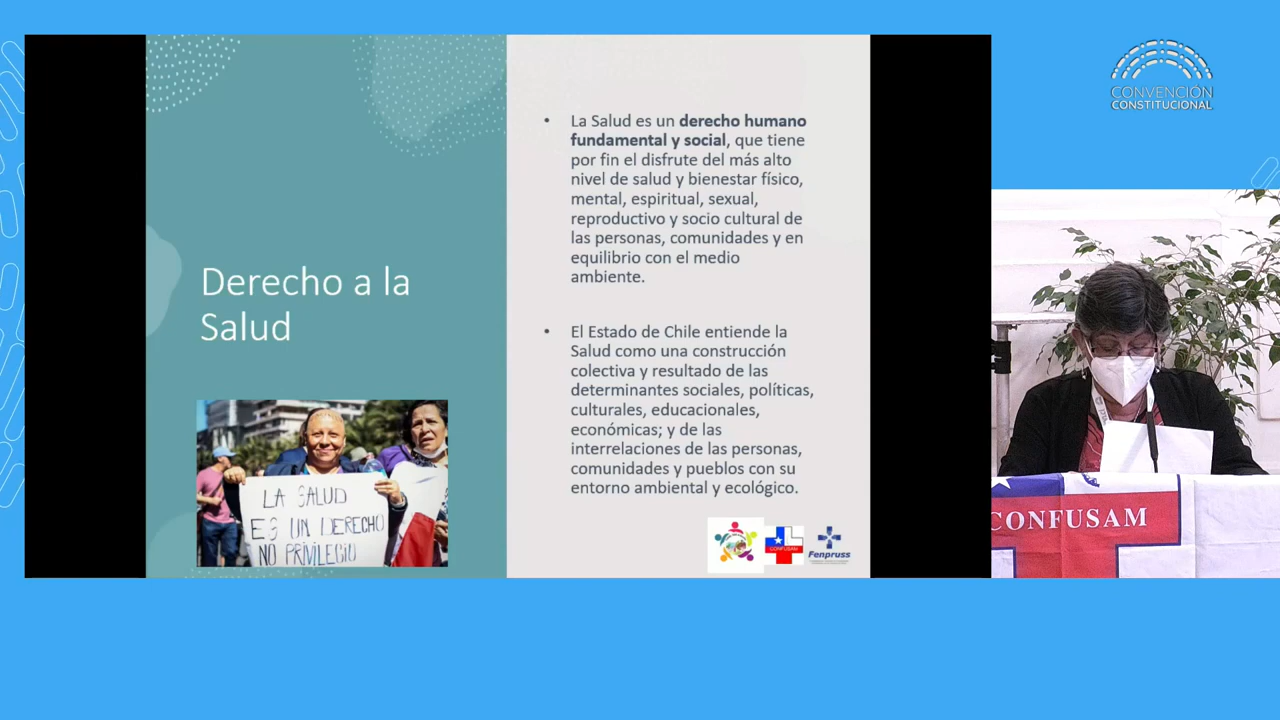 CONVENCIÓN
CONSTITUCIONAL
Derecho a la
Salud
LA SALUD
ES UN DERECHO
NO PRIVILEGIO
• La Salud es un derecho humano
fundamental y social, que tiene
por fin el disfrute del más alto
nivel de salud y bienestar físico,
mental, espiritual, sexual,
reproductivo y socio cultural de
las personas, comunidades y en
equilibrio con el medio
ambiente.
• El Estado de Chile entiende la
Salud como una construcción
colectiva y resultado de las
determinantes sociales, políticas,
culturales, educacionales,
económicas; y de las
interrelaciones de las personas,
comunidades y pueblos con su
entorno ambiental y ecológico.
CONFUSAM
Fenpruss
CONFUSAM